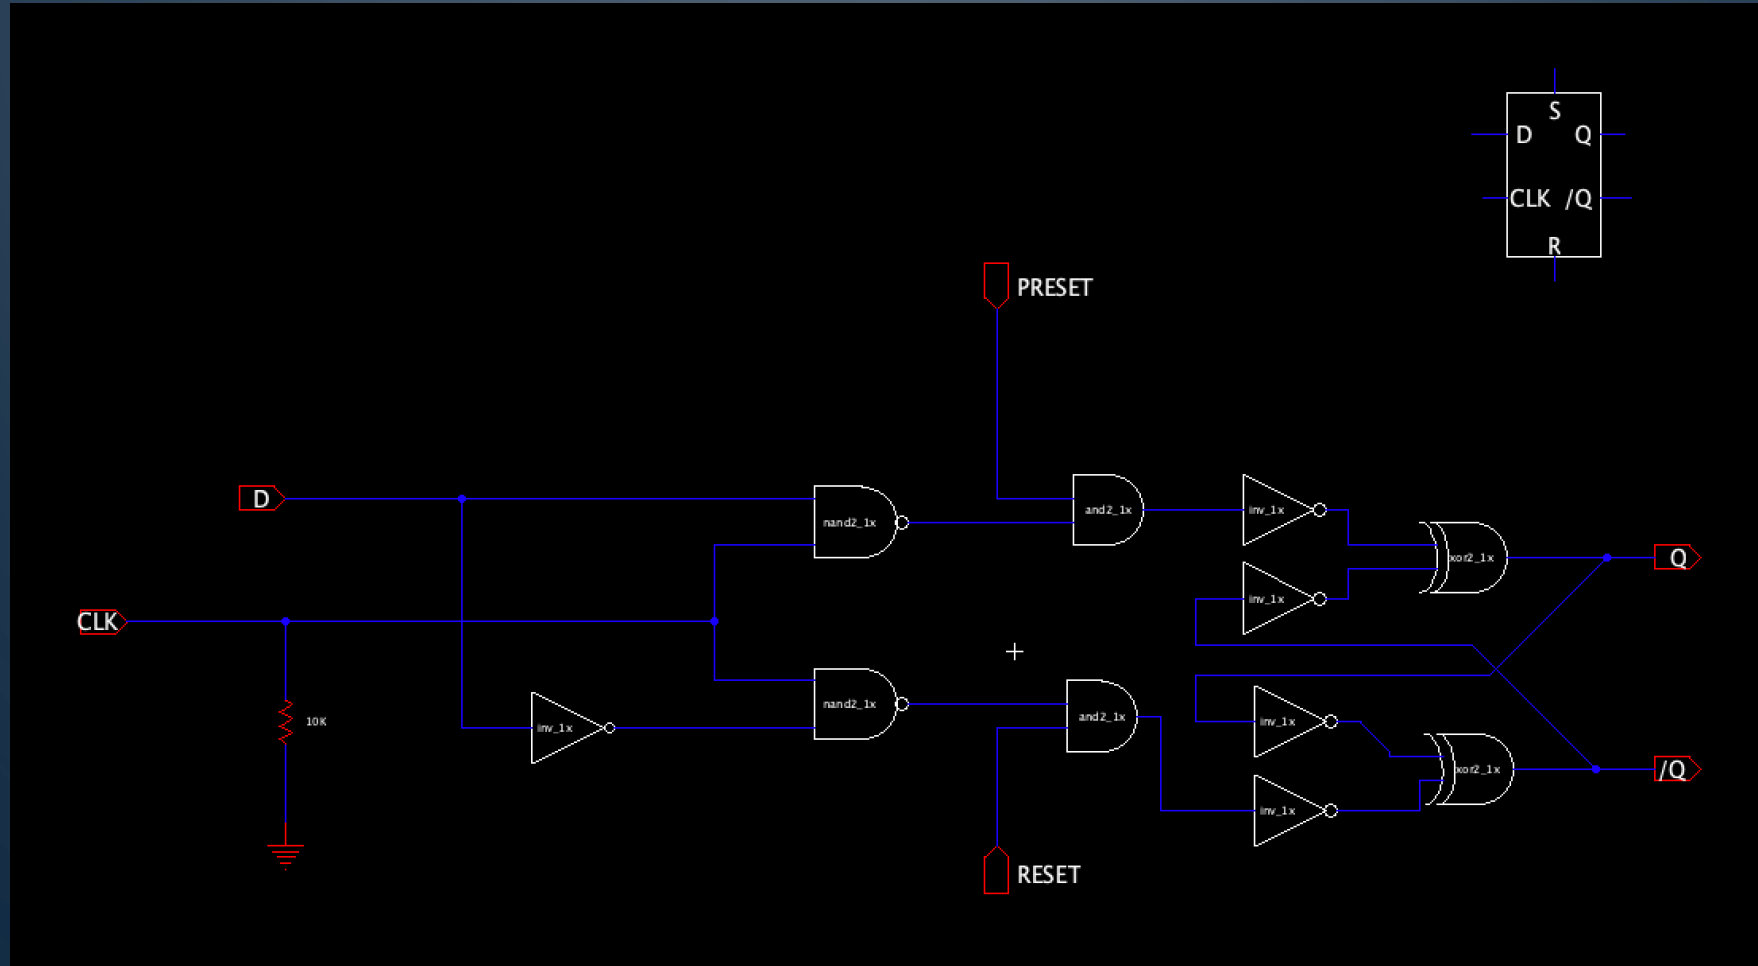 S
D Q
CLK /Q
R
PRESET
D
nand2_1x
and2_1x
inv_1x
xor2_1x
Q
inv_1x
CLK
10K
inv_1x
nand2_1x
and2_1x
inv_1x
xor2_1x
/Q
inv_1x
RESET